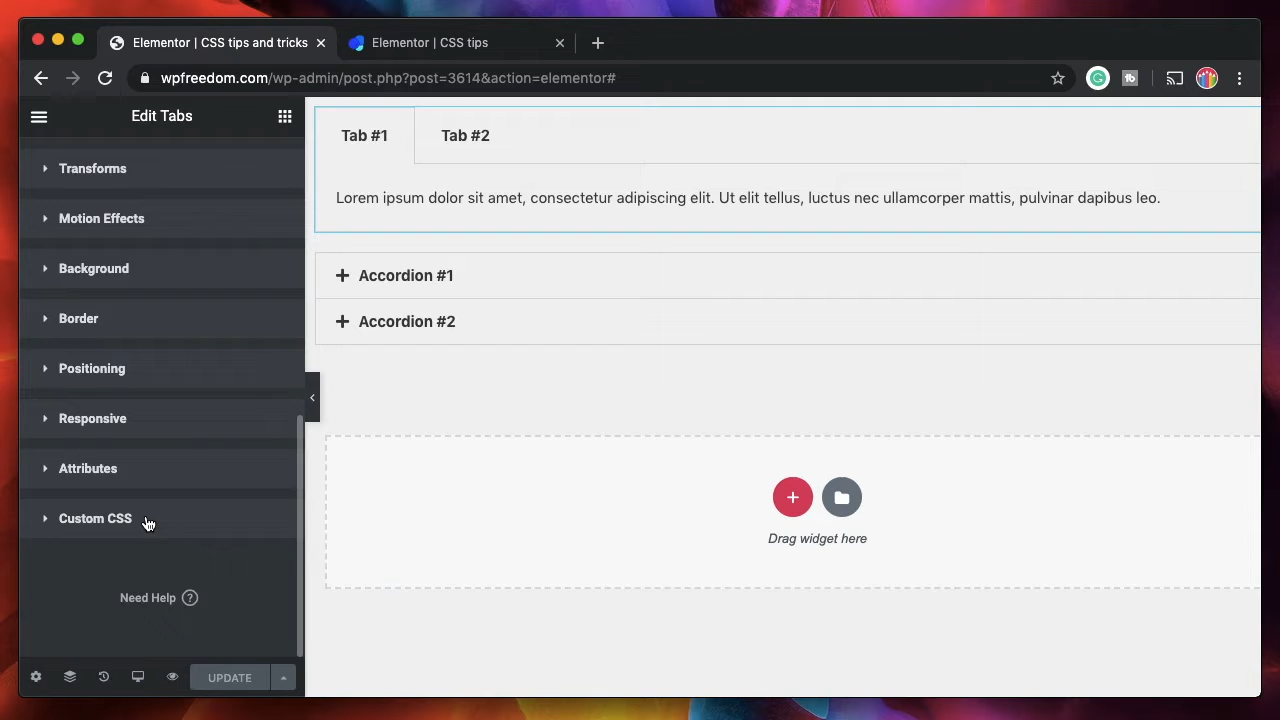 Elementor | CSS tips and tricks
Elementor | CSS tips
wpfreedom.com/wp-admin/post.php?post=3614&action=elementor#
Edit Tabs
Transforms
Motion Effects
Background
Border
Positioning
Responsive
Attributes
Custom CSS
Need Help ?
UPDATE
Tab #1
Tab #2
Lorem ipsum dolor sit amet, consectetur adipiscing elit. Ut elit tellus, luctus nec ullamcorper mattis, pulvinar dapibus leo.
Accordion #1
Accordion #2
Drag widget here